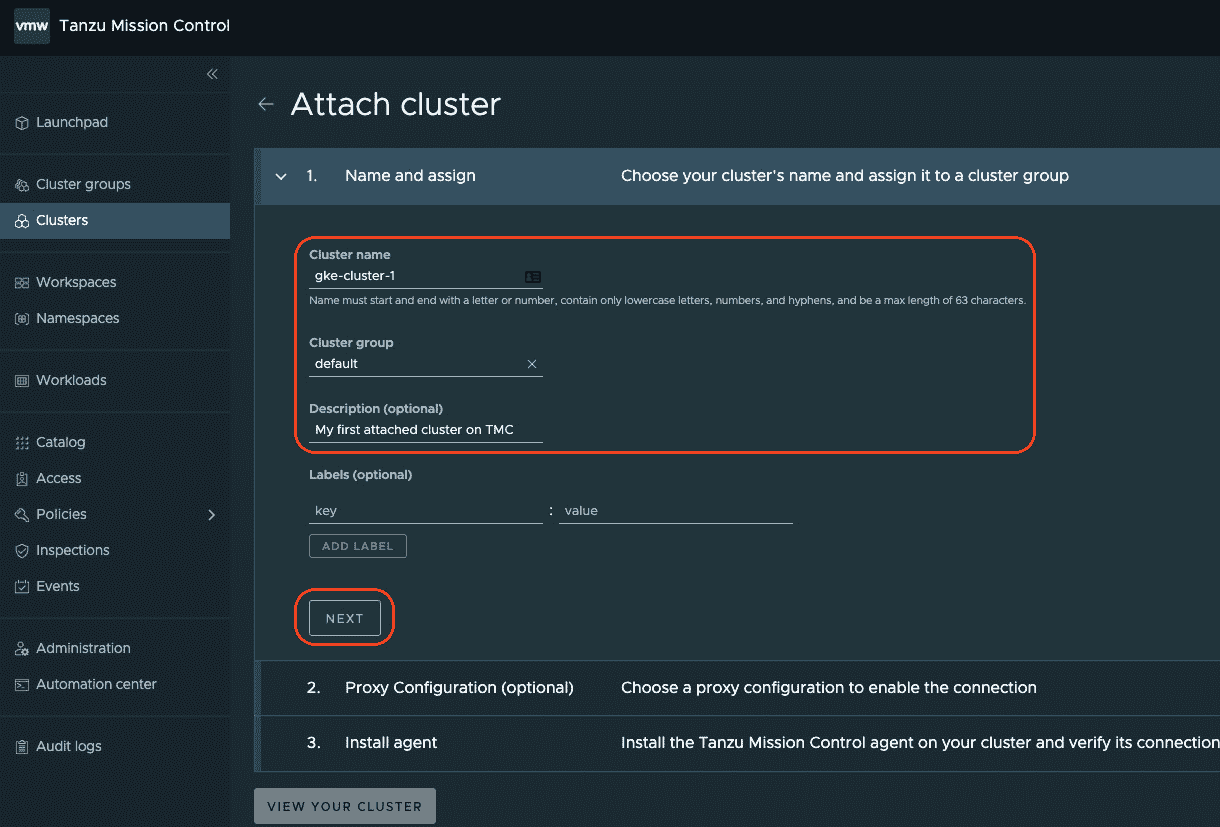 vmw Tanzu Mission Control
Launchpad
Cluster groups
Clusters
Workspaces
Namespaces
Workloads
Catalog
Access
Policies
Inspections
Events
Administration
Automation center
Audit logs
Attach cluster
1. Name and assign Choose your cluster's name and assign it to a cluster group
Cluster name
gke-cluster-1
Name must start and end with a letter or number, contain only lowercase letters, numbers, and hyphens, and be a max length of 63 characters.
Cluster group
default
Description (optional)
My first attached cluster on TMC
Labels (optional)
key : value
ADD LABEL
NEXT
2. Proxy Configuration (optional) Choose a proxy configuration to enable the connection
3. Install agent Install the Tanzu Mission Control agent on your cluster and verify its connection
VIEW YOUR CLUSTER